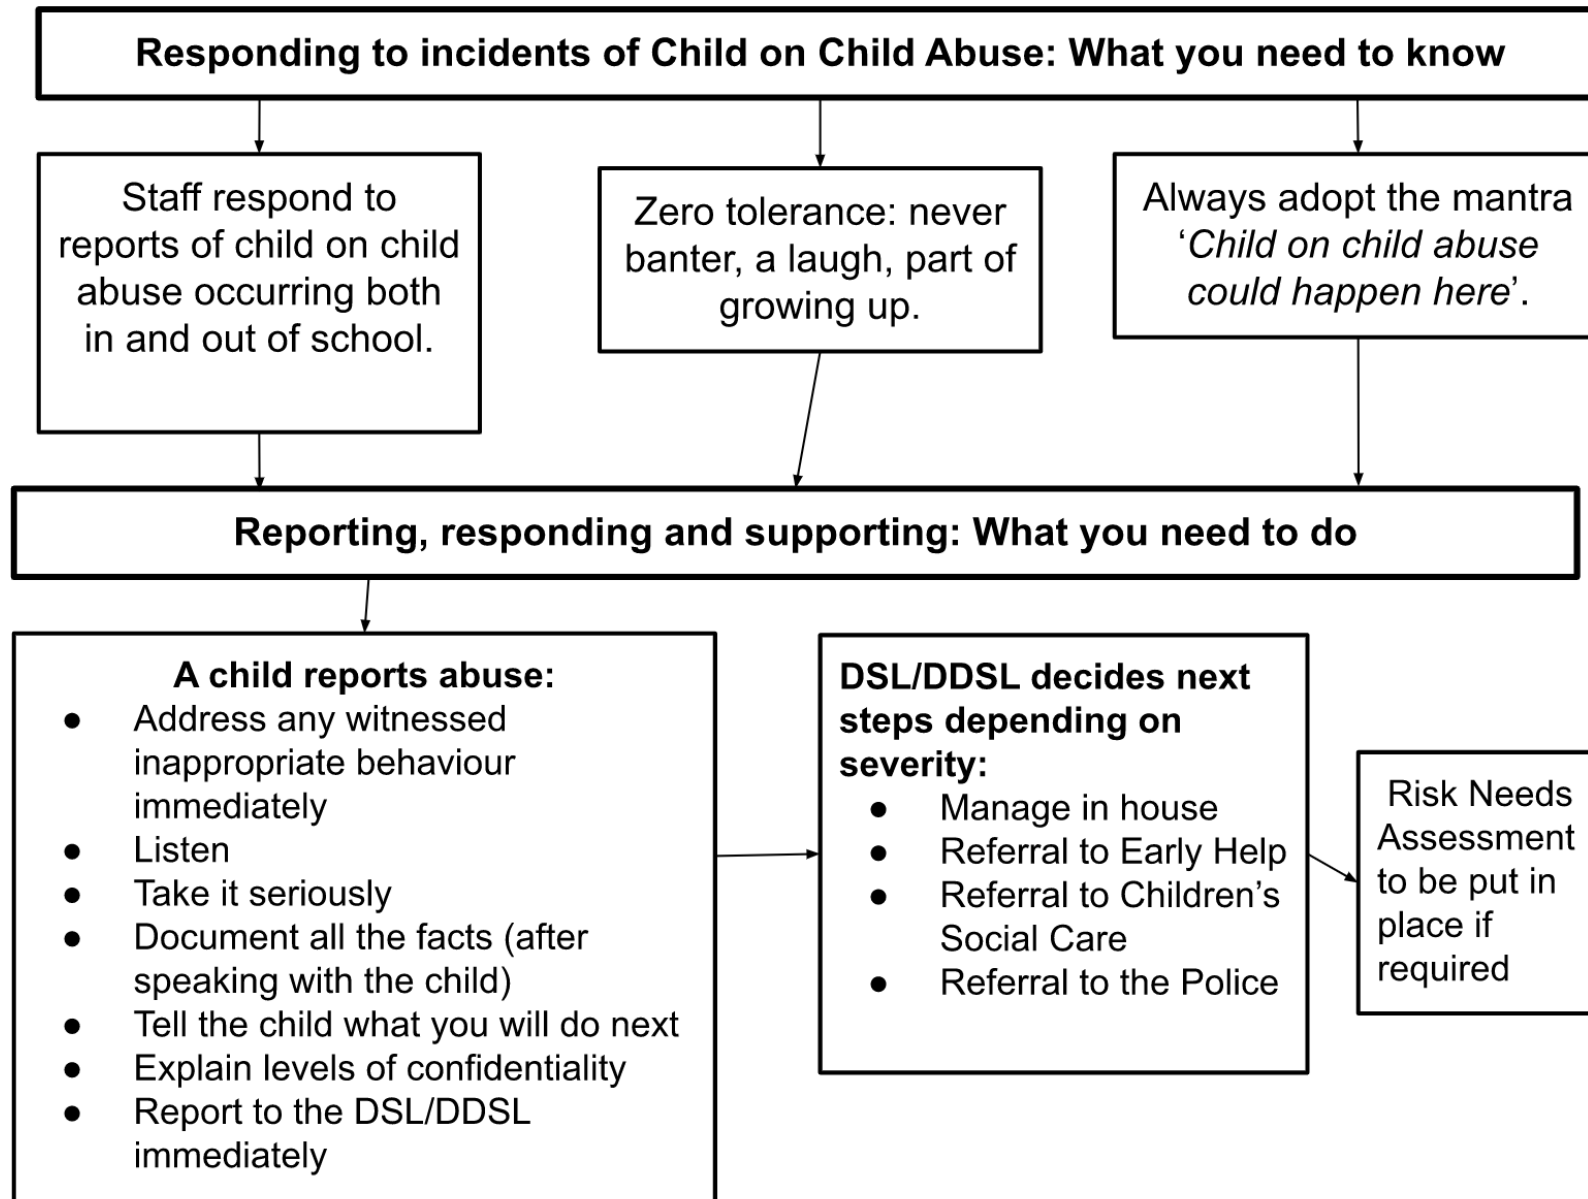 Responding to incidents of Child on Child Abuse: What you need to know
Staff respond to
reports of child on child
abuse occurring both
in and out of school.
Zero tolerance: never
banter, a laugh, part of
growing up.
Always adopt the mantra
‘Child on child abuse
could happen here’.
Reporting, responding and supporting: What you need to do
A child reports abuse:
● Address any witnessed
inappropriate behaviour
immediately
● Listen
● Take it seriously
● Document all the facts (after
speaking with the child)
● Tell the child what you will do next
● Explain levels of confidentiality
● Report to the DSL/DDSL
immediately
DSL/DDSL decides next
steps depending on
severity:
● Manage in house
● Referral to Early Help
● Referral to Children’s
Social Care
● Referral to the Police
Risk Needs
Assessment
to be put in
place if
required